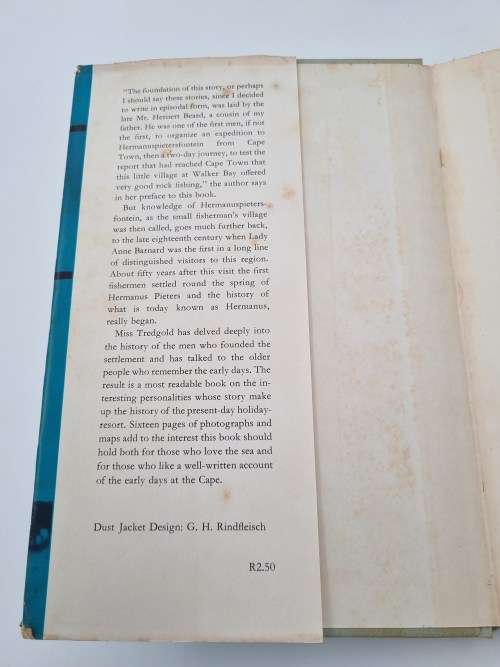 "The foundation of this story, or perhaps
I should say these stories, since I decided
to write in episodal form, was laid by the
late Mr. Herbert Beard, a cousin of my
father. He was one of the first men, if not
the first, to organize an expedition to
Hermanuspietersfontein from Cape
Town, then a two-day journey, to test the
report that had reached Cape Town that
this little village at Walker Bay offered
very good rock fishing," the author says
in her preface to this book.
But knowledge of Hermanuspieters-
fontein, as the small fisherman's village
was then called, goes much further back,
to the late eighteenth century when Lady
Anne Barnard was the first in a long line
of distinguished visitors to this region.
About fifty years after this visit the first
fishermen settled round the spring of
Hermanus Pieters and the history of
what is today known as Hermanus,
really began.
Miss Tredgold has delved deeply into
the history of the men who founded the
settlement and has talked to the older
people who remember the early days. The
result is a most readable book on the in-
teresting personalities whose story make
up the history of the present-day holiday-
resort. Sixteen pages of photographs and
maps add to the interest this book should
hold both for those who love the sea and
for those who like a well-written account
of the early days at the Cape.
Dust Jacket Design: G. H. Rindfleisch
R2.50